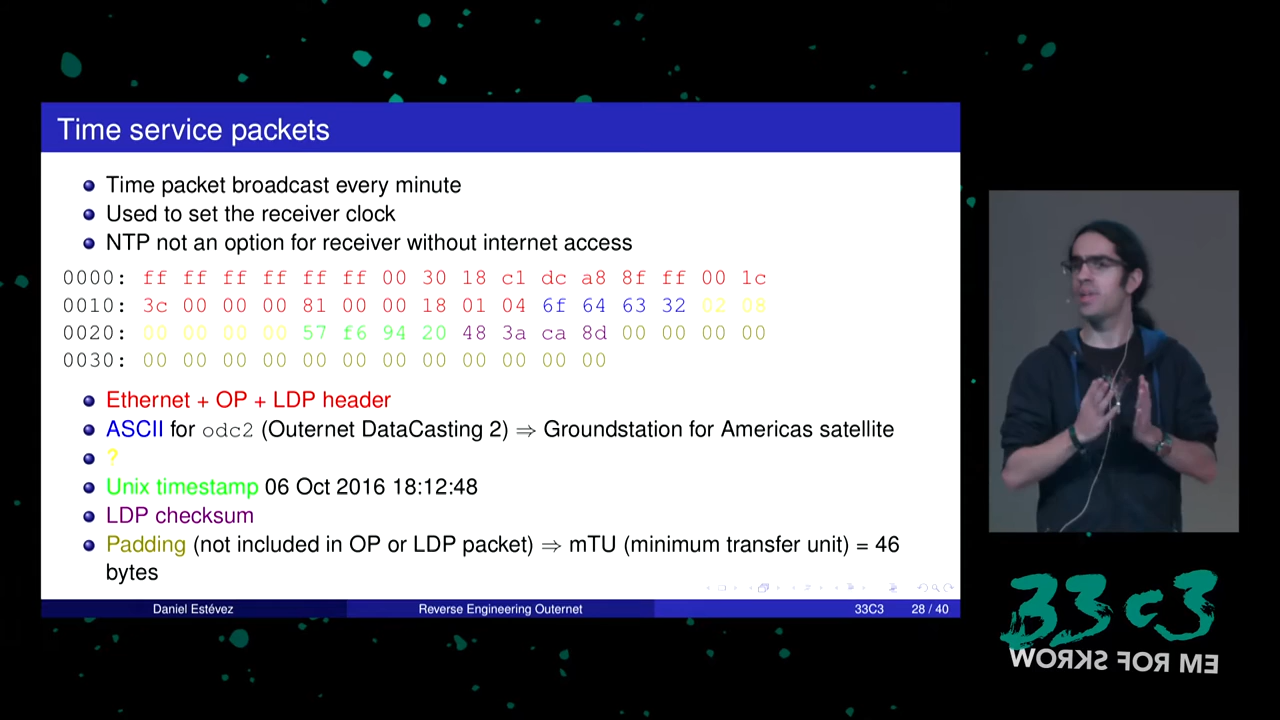 Time service packets
Time packet broadcast every minute
Used to set the receiver clock
NTP not an option for receiver without internet access
0000: ff ff ff ff ff ff 00 30 18 c1 dc a8 8f ff 00 1c
0010: 3c 00 00 00 81 00 00 18 01 04 6f 64 63 32 02 08
0020: 00 00 00 00 57 f6 94 20 48 3a ca 8d 00 00 00 00
0030: 00 00 00 00 00 00 00 00 00 00 00 00
Ethernet + OP + LDP header
ASCII for odc2 (Outernet DataCasting 2) ⇒ Groundstation for Americas satellite
?
Unix timestamp 06 Oct 2016 18:12:48
LDP checksum
Padding (not included in OP or LDP packet) ⇒ mTU (minimum transfer unit) = 46
bytes
Daniel Estévez Reverse Engineering Outernet 33C3 28 / 40
33C3
WORKS FOR ME